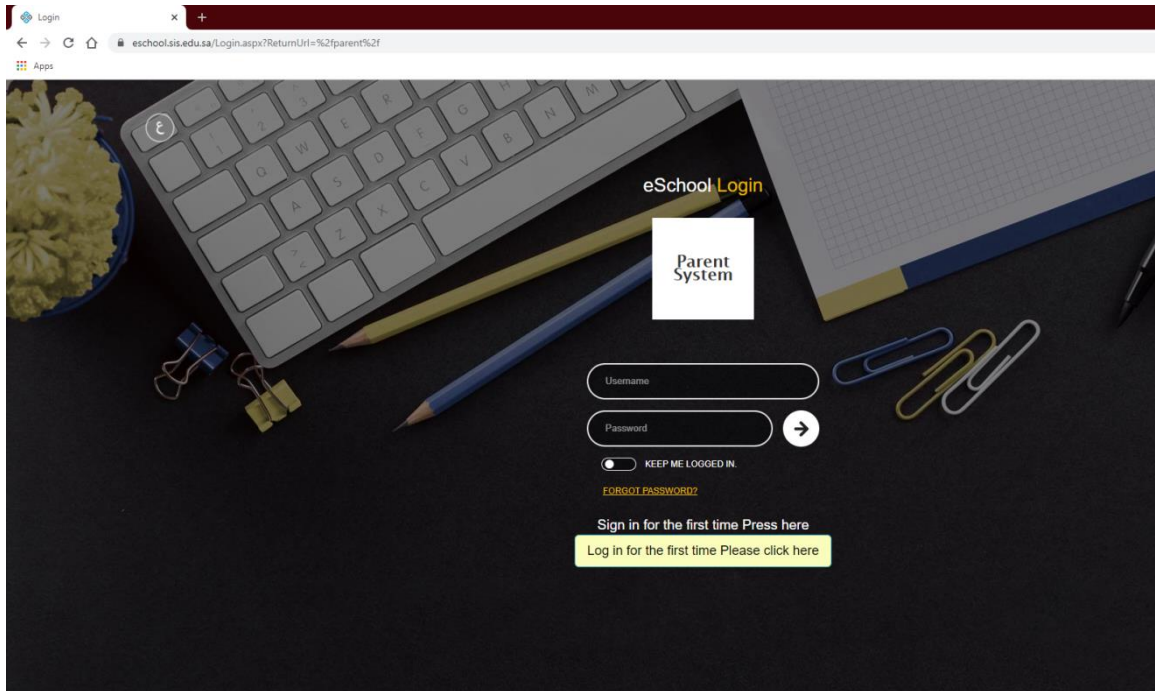 Login
eschool.sis.edu.sa/Login.aspx?ReturnUrl=%2fparent%2f
Apps
ع
eSchool Login
Parent
System
Username
Password
KEEP ME LOGGED IN.
FORGOT PASSWORD?
Sign in for the first time Press here
Log in for the first time Please click here